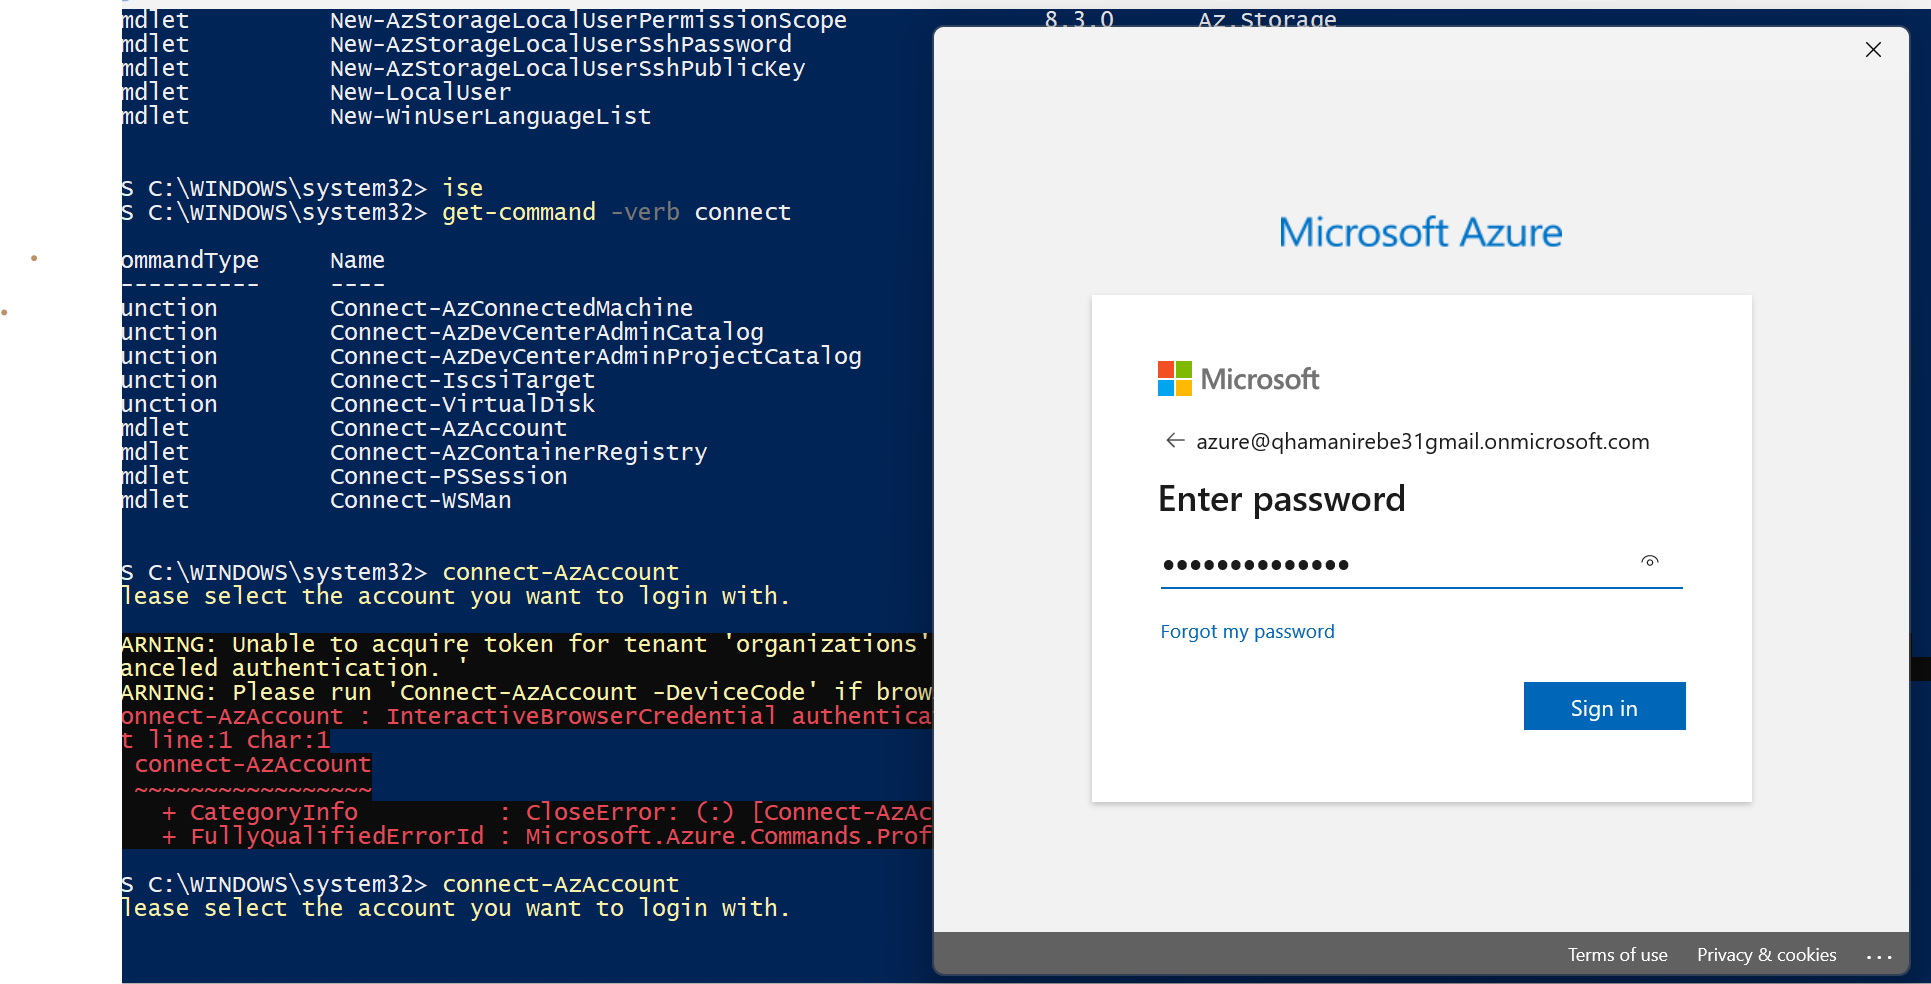 mdlet New-AzStorageLocalUserPermissionScope 8.3.0 Az.Storage
mdlet New-AzStorageLocalUserSshPassword
mdlet New-AzStorageLocalUserSshPublicKey
mdlet New-LocalUser
mdlet New-WinUserLanguageList
S C:\WINDOWS\system32> ise
S C:\WINDOWS\system32> get-command -verb connect
ommandType Name
---------- ----
unction Connect-AzConnectedMachine
unction Connect-AzDevCenterAdminCatalog
unction Connect-AzDevCenterAdminProjectCatalog
unction Connect-IscsiTarget
unction Connect-VirtualDisk
mdlet Connect-AzAccount
mdlet Connect-AzContainerRegistry
mdlet Connect-PSSession
mdlet Connect-WSMan
S C:\WINDOWS\system32> connect-AzAccount
lease select the account you want to login with.
ARNING: Unable to acquire token for tenant 'organizations'
anceled authentication. '
ARNING: Please run 'Connect-AzAccount -DeviceCode' if brow
onnect-AzAccount : InteractiveBrowserCredential authentica
t line:1 char:1
connect-AzAccount
~~~~~~~~~~~~~~~~~
+ CategoryInfo : CloseError: (:) [Connect-AzAc
+ FullyQualifiedErrorId : Microsoft.Azure.Commands.Prof
S C:\WINDOWS\system32> connect-AzAccount
lease select the account you want to login with.
Microsoft Azure
Microsoft
azure@qhamanirebe31gmail.onmicrosoft.com
Enter password
••••••••••••••
Forgot my password
Sign in
Terms of use Privacy & cookies ...